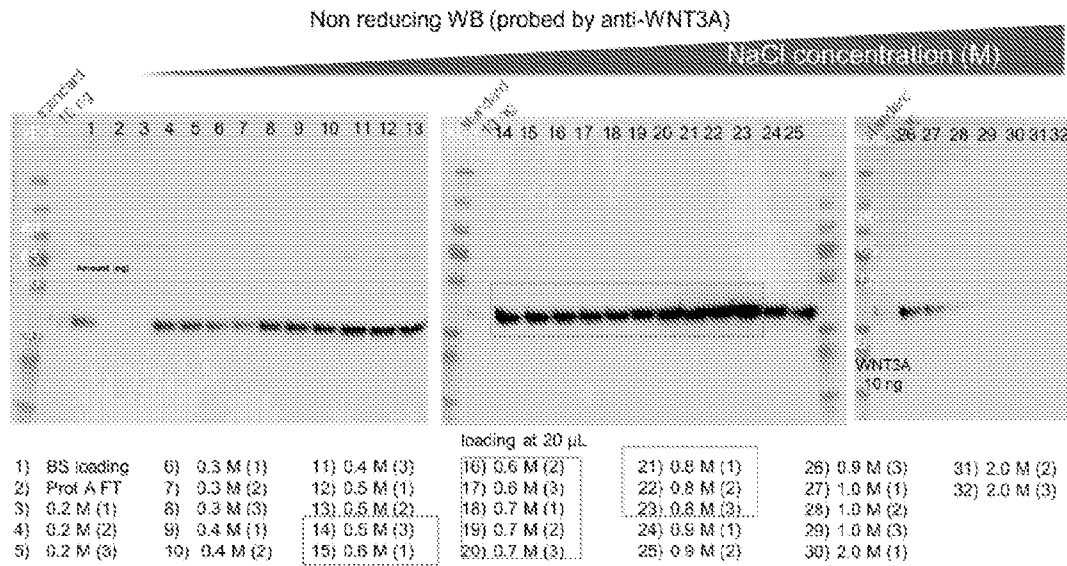 Non reducing WB (probed by anti-WNT3A)
NaCl concentration (M)
standard
10 ng
1 2 3 4 5 6 7 8 9 10 11 12 13
standard
14 15 16 17 18 19 20 21 22 23 24 25
standard
26 27 28 29 30 31 32
Amount (ng)
WNT3A
10 ng
loading at 20 µL
1) BS loading
2) Prot A FT
3) 0.2 M (1)
4) 0.2 M (2)
5) 0.2 M (3)
6) 0.3 M (1)
7) 0.3 M (2)
8) 0.3 M (3)
9) 0.4 M (1)
10) 0.4 M (2)
11) 0.4 M (3)
12) 0.5 M (1)
13) 0.5 M (2)
14) 0.5 M (3)
15) 0.6 M (1)
16) 0.6 M (2)
17) 0.6 M (3)
18) 0.7 M (1)
19) 0.7 M (2)
20) 0.7 M (3)
21) 0.8 M (1)
22) 0.8 M (2)
23) 0.8 M (3)
24) 0.9 M (1)
25) 0.9 M (2)
26) 0.9 M (3)
27) 1.0 M (1)
28) 1.0 M (2)
29) 1.0 M (3)
30) 2.0 M (1)
31) 2.0 M (2)
32) 2.0 M (3)